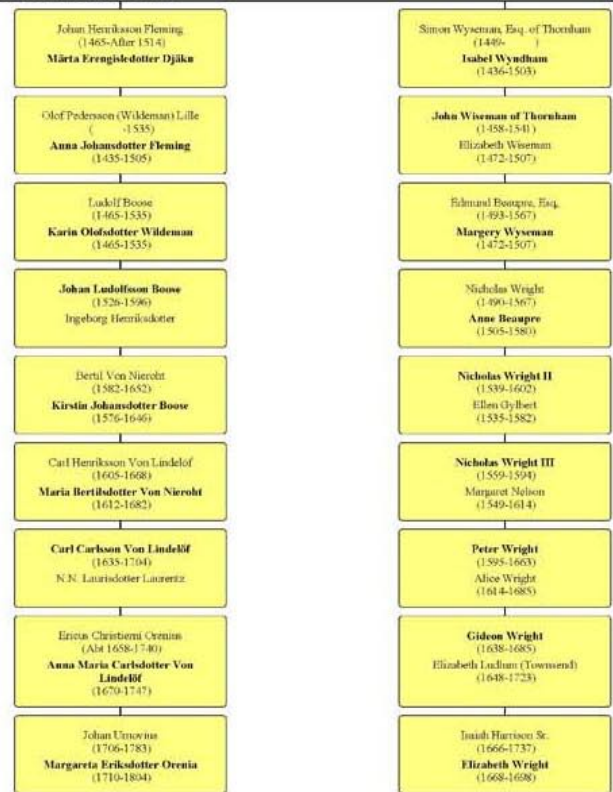 Johan Henriksson Fleming
(1465-After 1514)
Märta Erengisledotter Djäkn
Olof Pedersson (Wildeman) Lille
( -1535)
Anna Johansdotter Fleming
(1435-1505)
Ludolf Boose
(1465-1535)
Karin Olofsdotter Wildeman
(1465-1535)
Johan Ludolfsson Boose
(1526-1596)
Ingeborg Henriksdotter
Bertil Von Nieroht
(1582-1652)
Kirstin Johansdotter Boose
(1576-1646)
Carl Henriksson Von Lindelöf
(1605-1668)
Maria Bertilsdotter Von Nieroht
(1612-1682)
Carl Carlsson Von Lindelöf
(1635-1704)
N.N. Laurisdotter Laurentz
Ericus Christierni Orenius
(Abt 1658-1740)
Anna Maria Carlsdotter Von
Lindelöf
(1670-1747)
Johan Urnovius
(1706-1783)
Margareta Eriksdotter Orenia
(1710-1804)
Simon Wyseman, Esq. of Thornham
(1449- )
Isabel Wyndham
(1436-1503)
John Wiseman of Thornham
(1458-1541)
Elizabeth Wiseman
(1472-1507)
Edmund Beaupre, Esq.
(1493-1567)
Margery Wyseman
(1472-1507)
Nicholas Wright
(1490-1567)
Anne Beaupre
(1505-1580)
Nicholas Wright II
(1539-1602)
Ellen Gylbert
(1535-1582)
Nicholas Wright III
(1559-1594)
Margaret Nelson
(1549-1614)
Peter Wright
(1595-1663)
Alice Wright
(1614-1685)
Gideon Wright
(1638-1685)
Elizabeth Ludlum (Townsend)
(1648-1723)
Isaiah Harrison Sr.
(1666-1737)
Elizabeth Wright
(1668-1698)